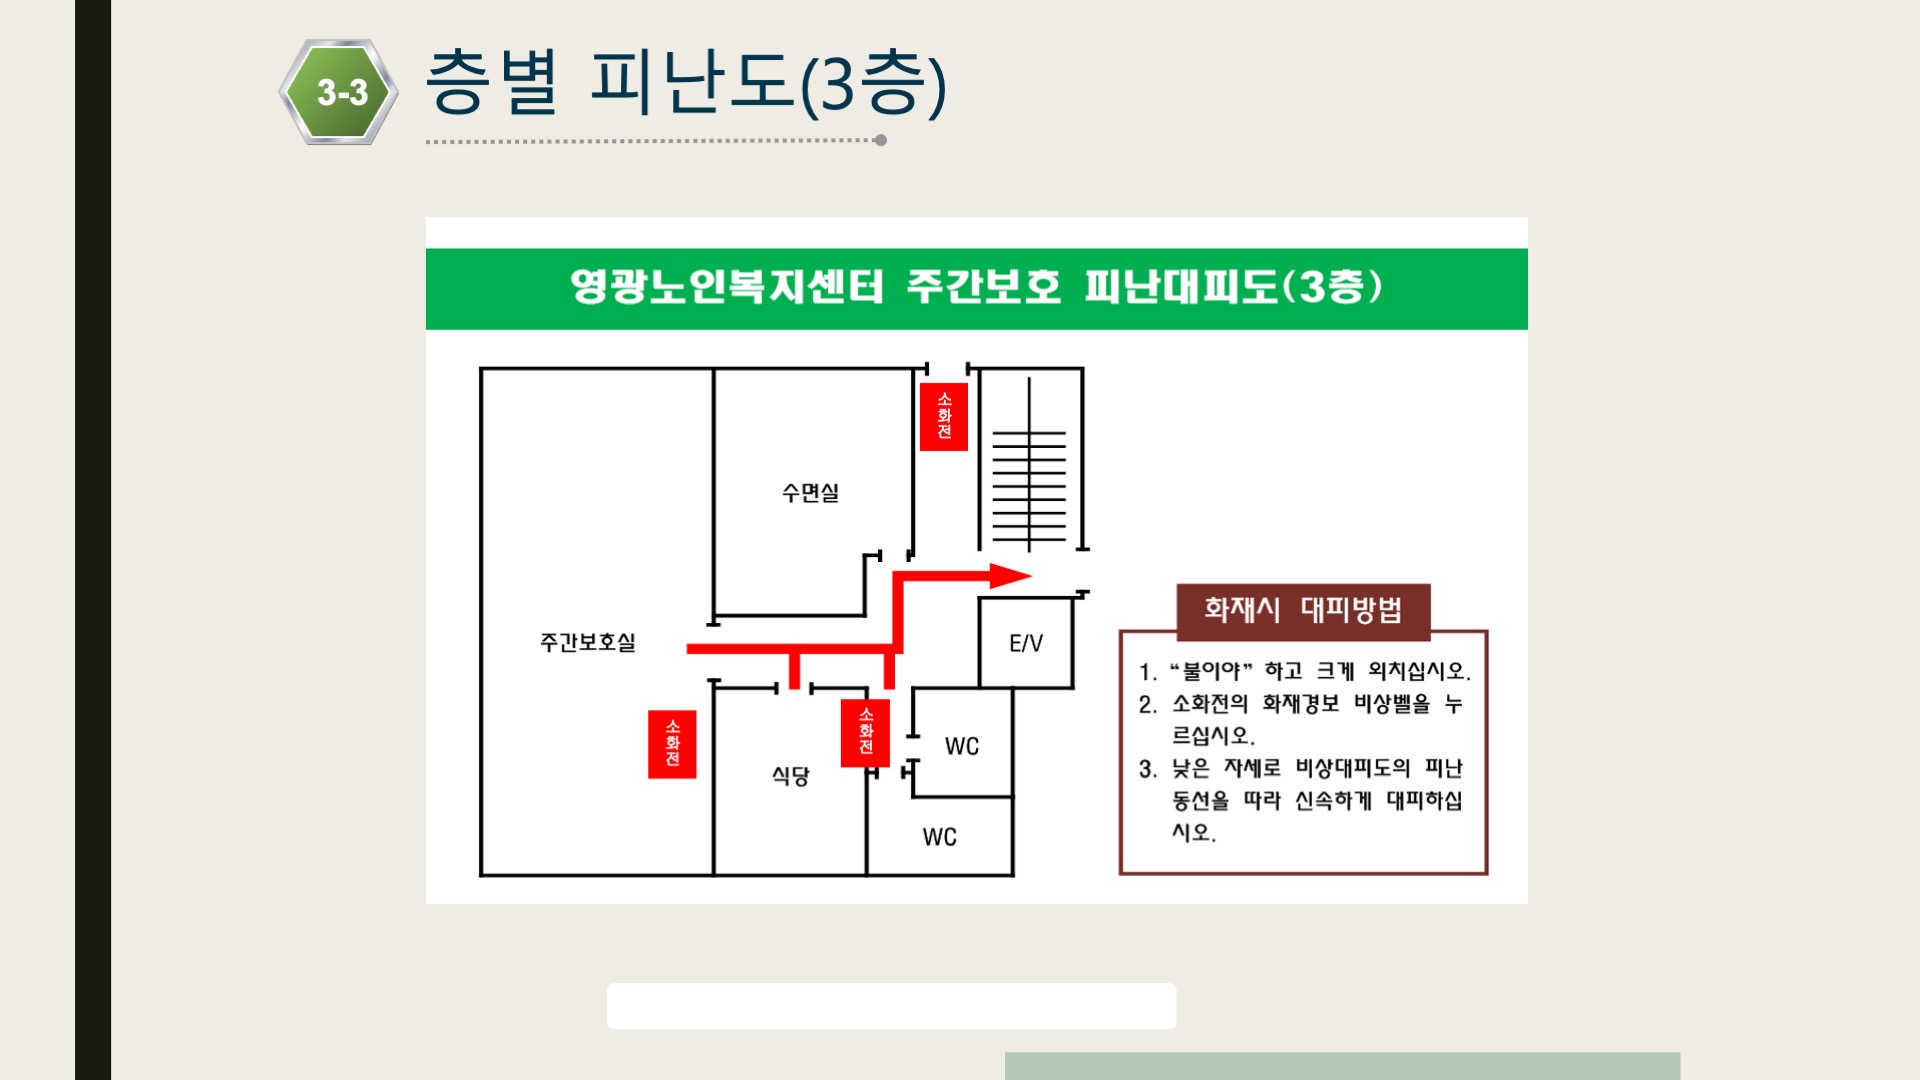 3-3
층별 피난도(3층)
영광노인복지센터 주간보호 피난대피도(3층)
소화전
수면실
주간보호실
E/V
소화전
소화전
식당
WC
WC
화재시 대피방법
1. “불이야” 하고 크게 외치십시오.
2. 소화전의 화재경보 비상벨을 누
르십시오.
3. 낮은 자세로 비상대피도의 피난
동선을 따라 신속하게 대피하십
시오.